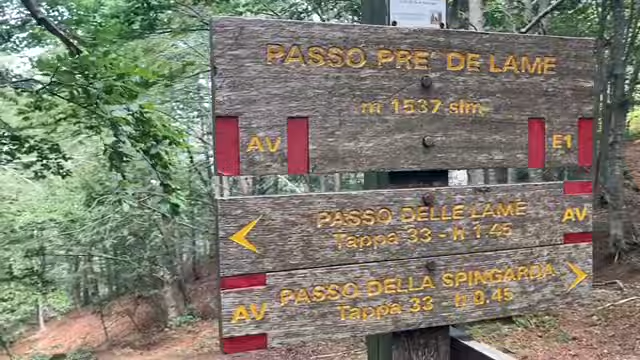 PASSO PRE' DE LAME
m 1537 slm
AV E1
PASSO DELLE LAME
Tappa 33 - h 1.45
AV
PASSO DELLA SPINGARDA
Tappa 33 h 0.45
AV